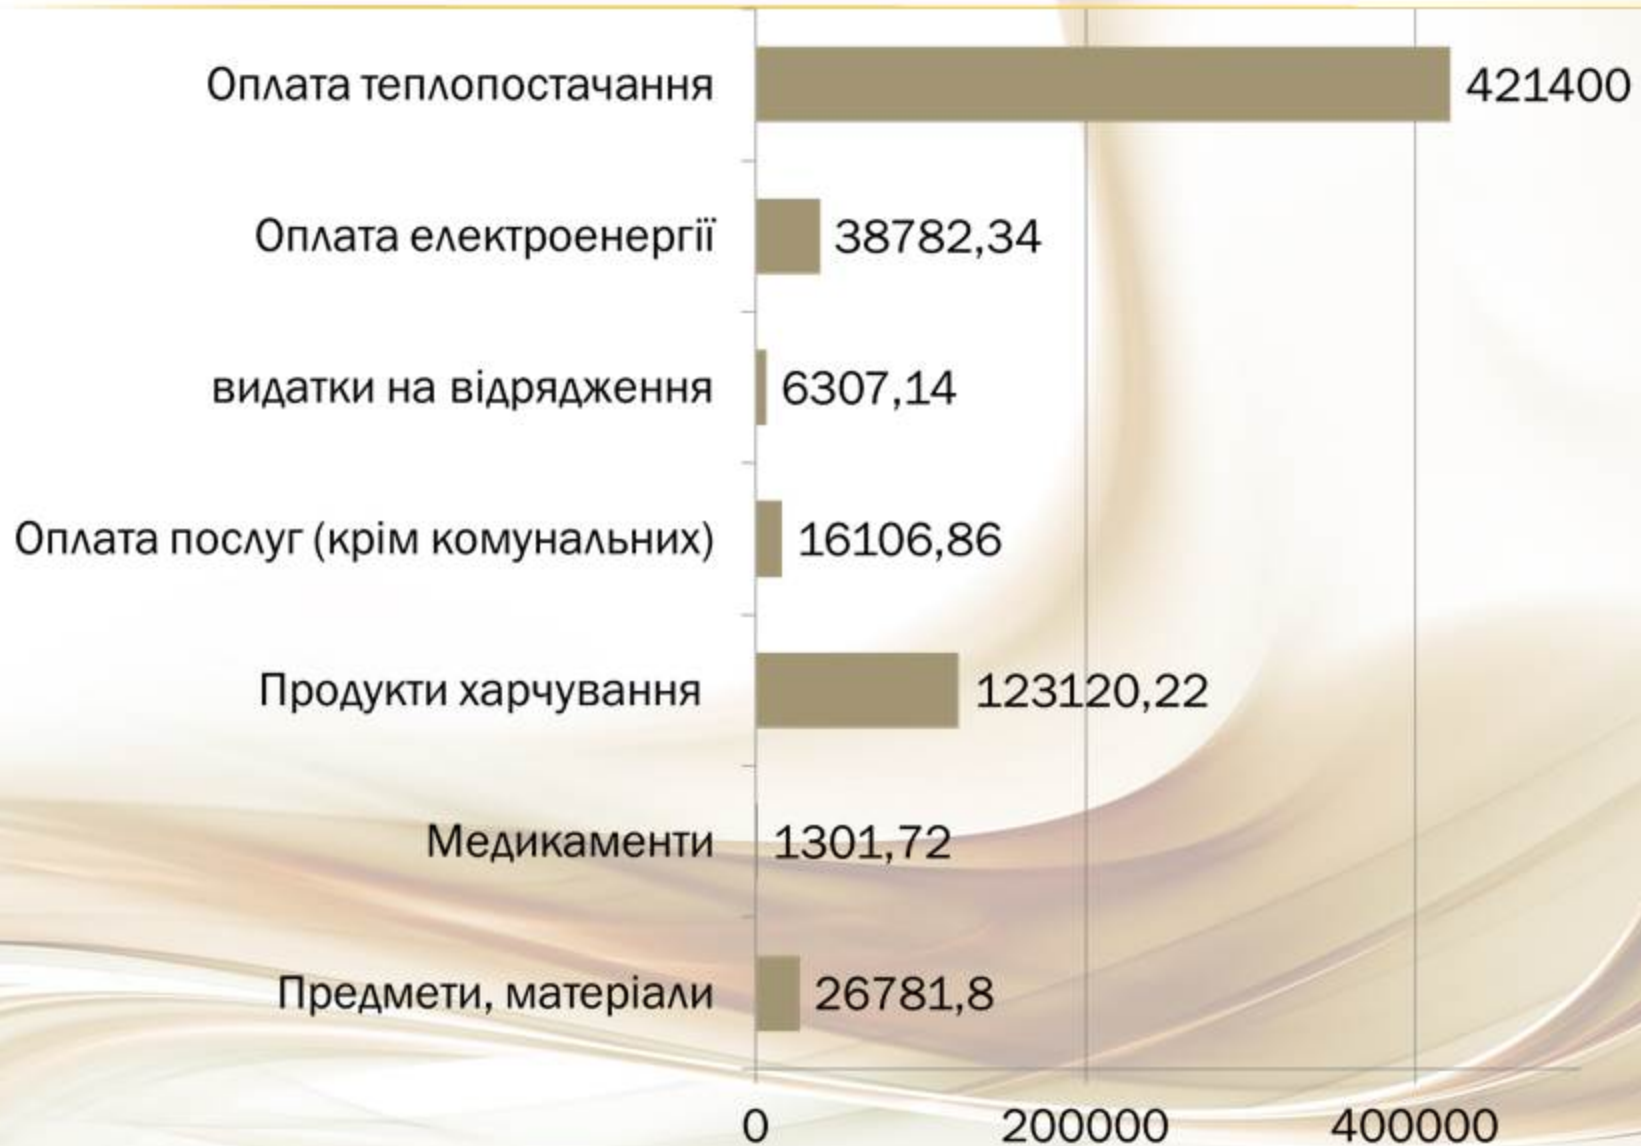 Оплата теплопостачання 421400
Оплата електроенергії 38782,34
видатки на відрядження 6307,14
Оплата послуг (крім комунальних) 16106,86
Продукти харчування 123120,22
Медикаменти 1301,72
Предмети, матеріали 26781,8
0 200000 400000